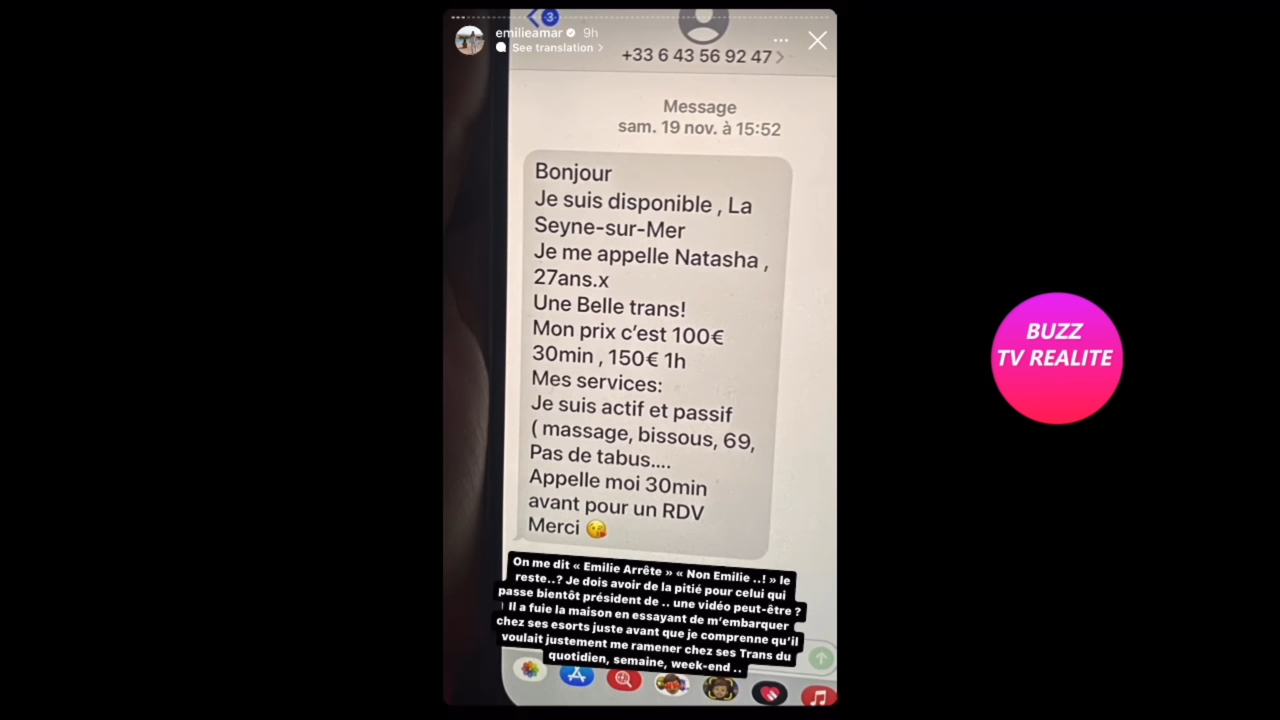 3
emilieamar 9h
See translation >
+33 6 43 56 92 47 >
Message
sam. 19 nov. à 15:52
Bonjour
Je suis disponible , La
Seyne-sur-Mer
Je me appelle Natasha ,
27ans.x
Une Belle trans!
Mon prix c’est 100€
30min , 150€ 1h
Mes services:
Je suis actif et passif
( massage, bissous, 69,
Pas de tabus....
Appelle moi 30min
avant pour un RDV
Merci 😘
On me dit « Emilie Arrête » « Non Emilie ..! » le
reste..? Je dois avoir de la pitié pour celui qui
passe bientôt président de .. une vidéo peut-être ?
Il a fuie la maison en essayant de m’embarquer
chez ses esorts juste avant que je comprenne qu’il
voulait justement me ramener chez ses Trans du
quotidien, semaine, week-end ..
BUZZ
TV REALITE